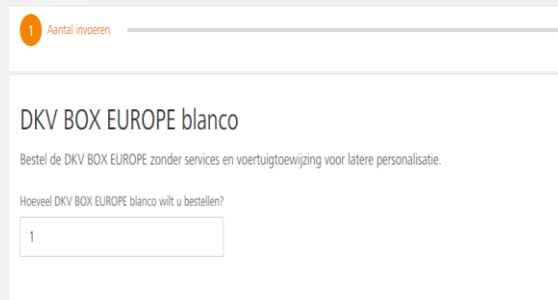 1 Aantal invoeren
DKV BOX EUROPE blanco
Bestel de DKV BOX EUROPE zonder services en voertuigtoewijzing voor latere personalisatie.
Hoeveel DKV BOX EUROPE blanco wilt u bestellen?
1